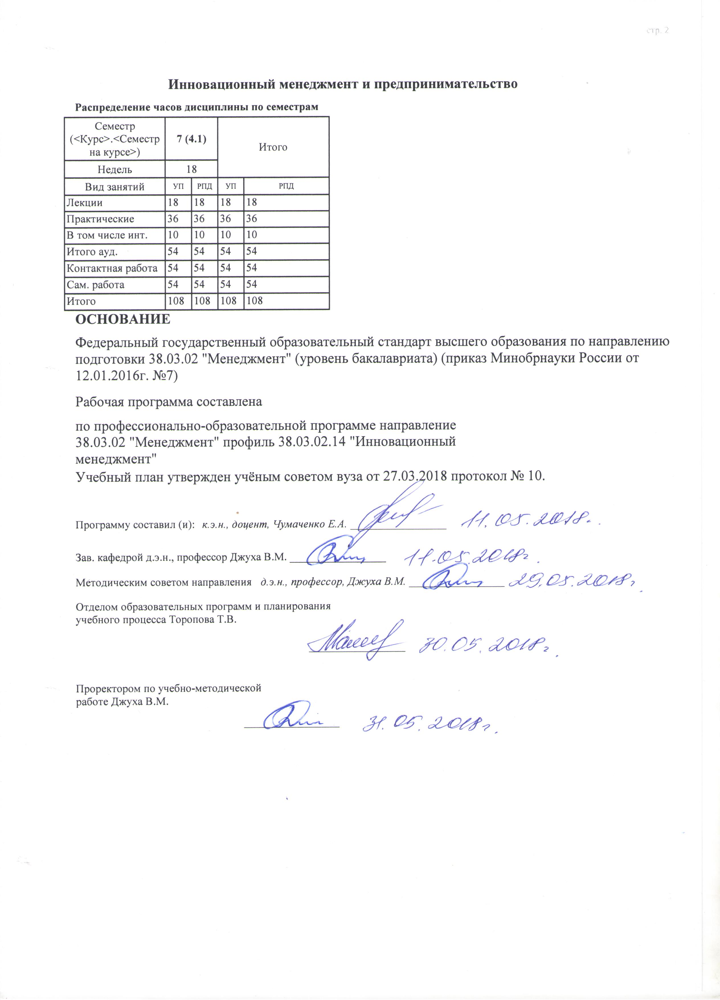 стр. 2
Инновационный менеджмент и предпринимательство
Распределение часов дисциплины по семестрам
Семестр
(<Курс>.<Семестр
на курсе>)
7 (4.1)
Итого
Недель 18
Вид занятий УП РПД УП РПД
Лекции 18 18 18 18
Практические 36 36 36 36
В том числе инт. 10 10 10 10
Итого ауд. 54 54 54 54
Контактная работа 54 54 54 54
Сам. работа 54 54 54 54
Итого 108 108 108 108
ОСНОВАНИЕ
Федеральный государственный образовательный стандарт высшего образования по направлению
подготовки 38.03.02 "Менеджмент" (уровень бакалавриата) (приказ Минобрнауки России от
12.01.2016г. №7)
Рабочая программа составлена
по профессионально-образовательной программе направление
38.03.02 "Менеджмент" профиль 38.03.02.14 "Инновационный
менеджмент"
Учебный план утвержден учёным советом вуза от 27.03.2018 протокол № 10.
Программу составил (и): к.э.н., доцент, Чумаченко Е.А. 11.05.2018г.
Зав. кафедрой д.э.н., профессор Джуха В.М. 11.05.2018г.
Методическим советом направления д.э.н., профессор, Джуха В.М. 29.05.2018г.
Отделом образовательных программ и планирования
учебного процесса Торопова Т.В.
30.05.2018г.
Проректором по учебно-методической
работе Джуха В.М.
31.05.2018г.